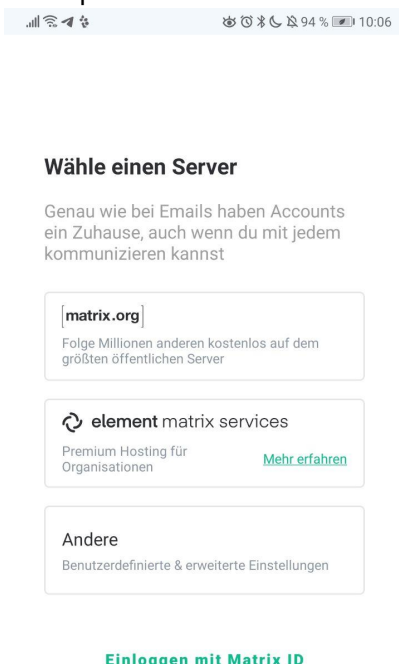 94 % 10:06
Wähle einen Server
Genau wie bei Emails haben Accounts
ein Zuhause, auch wenn du mit jedem
kommunizieren kannst
[matrix.org]
Folge Millionen anderen kostenlos auf dem
größten öffentlichen Server
element matrix services
Premium Hosting für
Organisationen
Mehr erfahren
Andere
Benutzerdefinierte & erweiterte Einstellungen
Einloggen mit Matrix ID